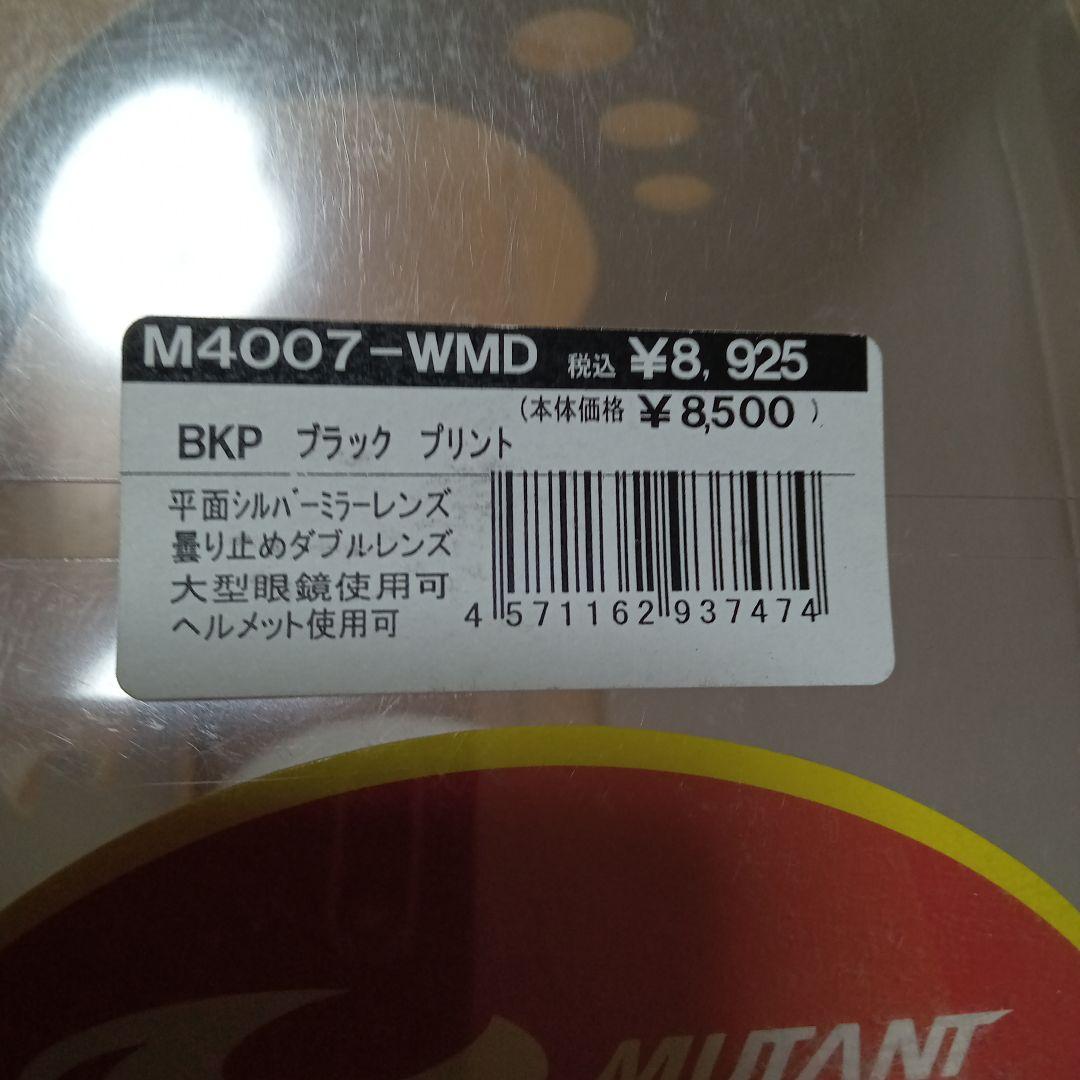 M4007-WMD 税込 ¥8,925
(本体価格 ¥8,500)
BKP ブラック プリント
平面シルバーミラーレンズ
曇り止めダブルレンズ
大型眼鏡使用可
ヘルメット使用可
4 571162 937474
MUTANT